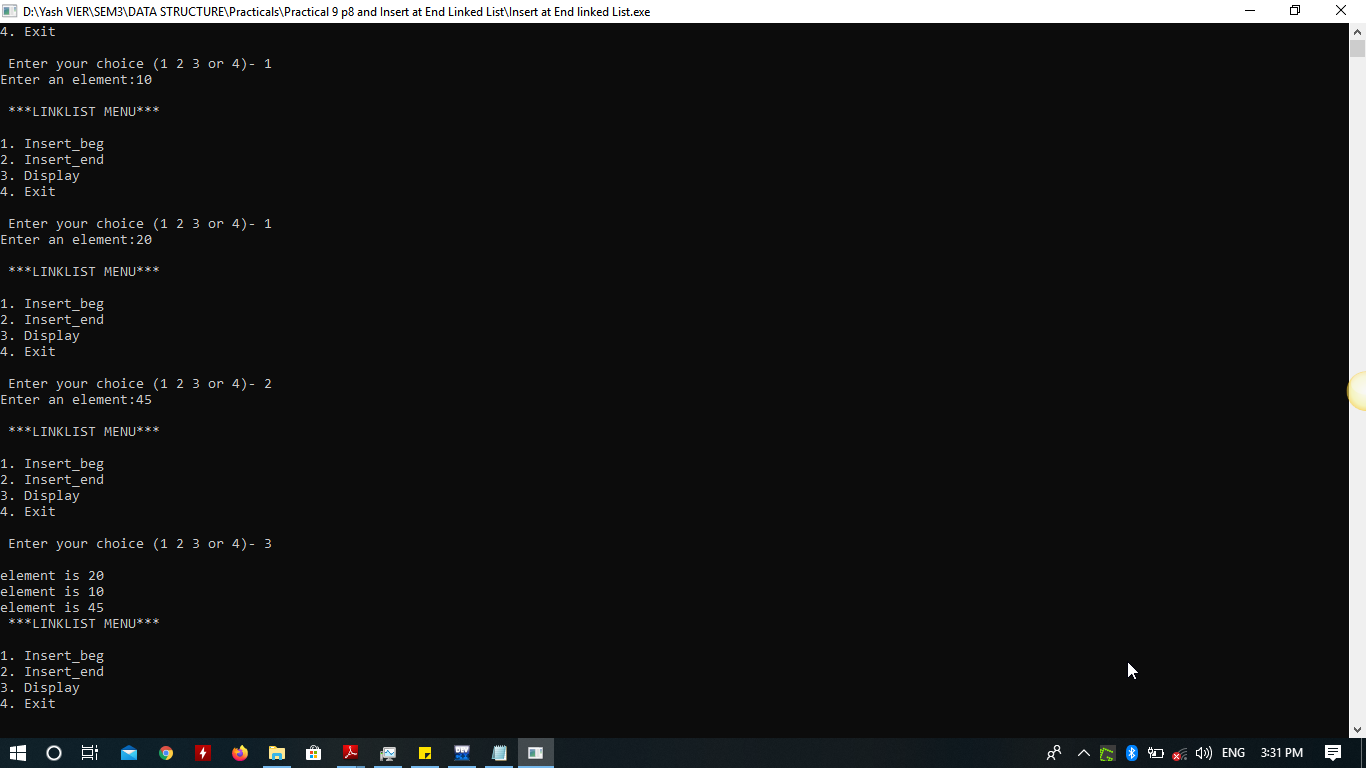 D:\Yash VIER\SEM3\DATA STRUCTURE\Practicals\Practical 9 p8 and Insert at End Linked List\Insert at End linked List.exe
4. Exit
Enter your choice (1 2 3 or 4)- 1
Enter an element:10
***LINKLIST MENU***
1. Insert_beg
2. Insert_end
3. Display
4. Exit
Enter your choice (1 2 3 or 4)- 1
Enter an element:20
***LINKLIST MENU***
1. Insert_beg
2. Insert_end
3. Display
4. Exit
Enter your choice (1 2 3 or 4)- 2
Enter an element:45
***LINKLIST MENU***
1. Insert_beg
2. Insert_end
3. Display
4. Exit
Enter your choice (1 2 3 or 4)- 3
element is 20
element is 10
element is 45
***LINKLIST MENU***
1. Insert_beg
2. Insert_end
3. Display
4. Exit
DEV
ENG
3:31 PM